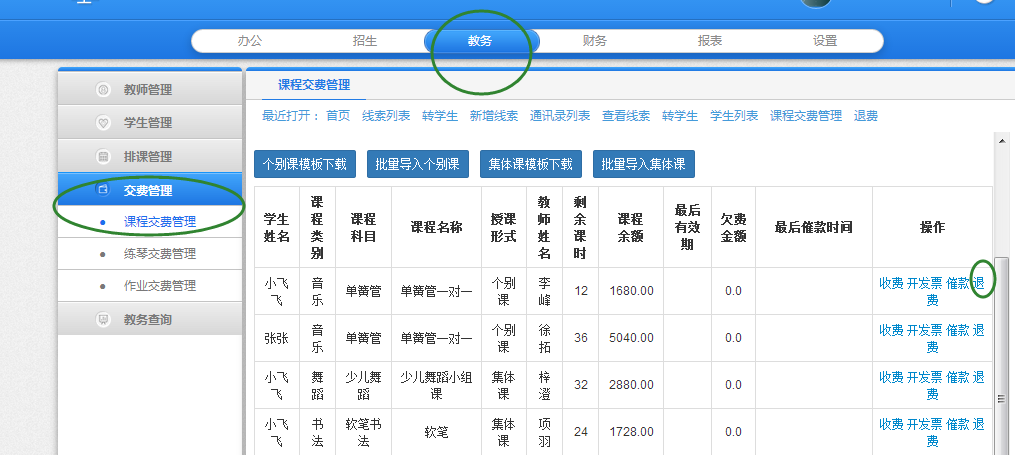 办公 招生 教务 财务 报表 设置
教师管理
学生管理
排课管理
交费管理
课程交费管理
练琴交费管理
作业交费管理
教务查询
课程交费管理
最近打开： 首页 线索列表 转学生 新增线索 通讯录列表 查看线索 转学生 学生列表 课程交费管理 退费
个别课模板下载 批量导入个别课 集体课模板下载 批量导入集体课
学生姓名 课程类别 课程科目 课程名称 授课形式 教师姓名 剩余课时 课程余额 最后有效期 欠费金额 最后催款时间 操作
小飞飞 音乐 单簧管 单簧管一对一 个别课 李峰 12 1680.00 0.0 收费 开发票 催款 退费
张张 音乐 单簧管 单簧管一对一 个别课 徐拓 36 5040.00 0.0 收费 开发票 催款 退费
小飞飞 舞蹈 少儿舞蹈 少儿舞蹈小组课 集体课 梓澄 32 2880.00 0.0 收费 开发票 催款 退费
小飞飞 书法 软笔书法 软笔 集体课 项羽 24 1728.00 0.0 收费 开发票 催款 退费